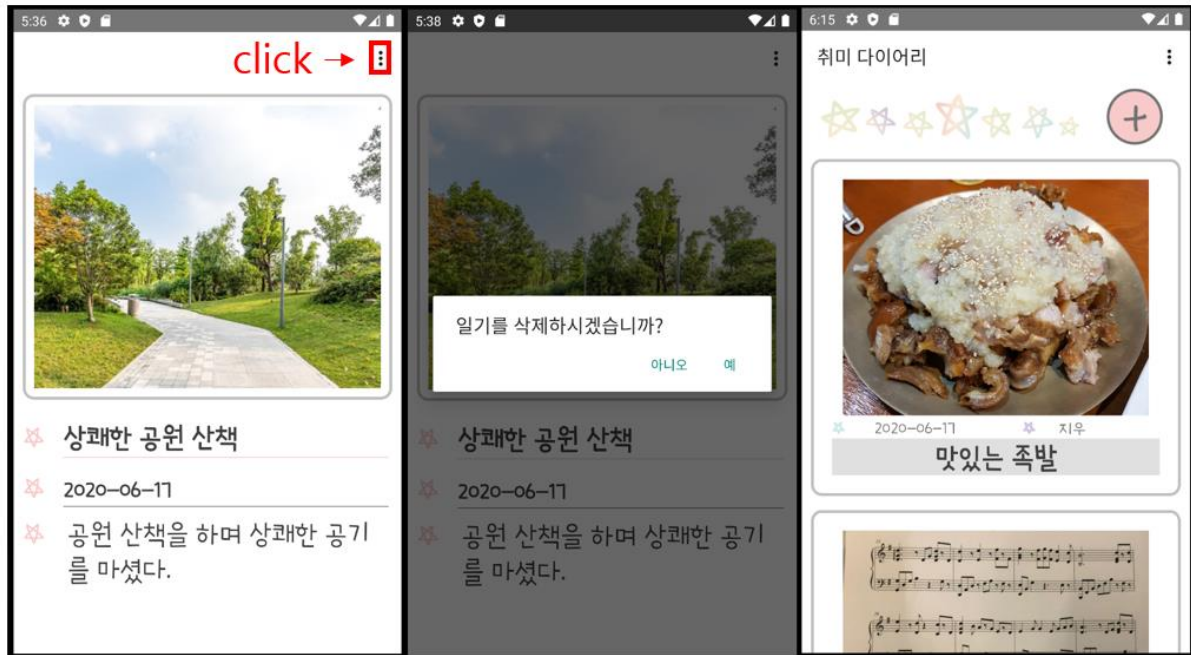 5:36
click →
상쾌한 공원 산책
2020-06-17
공원 산책을 하며 상쾌한 공기
를 마셨다.
5:38
일기를 삭제하시겠습니까?
아니오 예
상쾌한 공원 산책
2020-06-17
공원 산책을 하며 상쾌한 공기
를 마셨다.
6:15
취미 다이어리
+
2020-06-17 지우
맛있는 족발